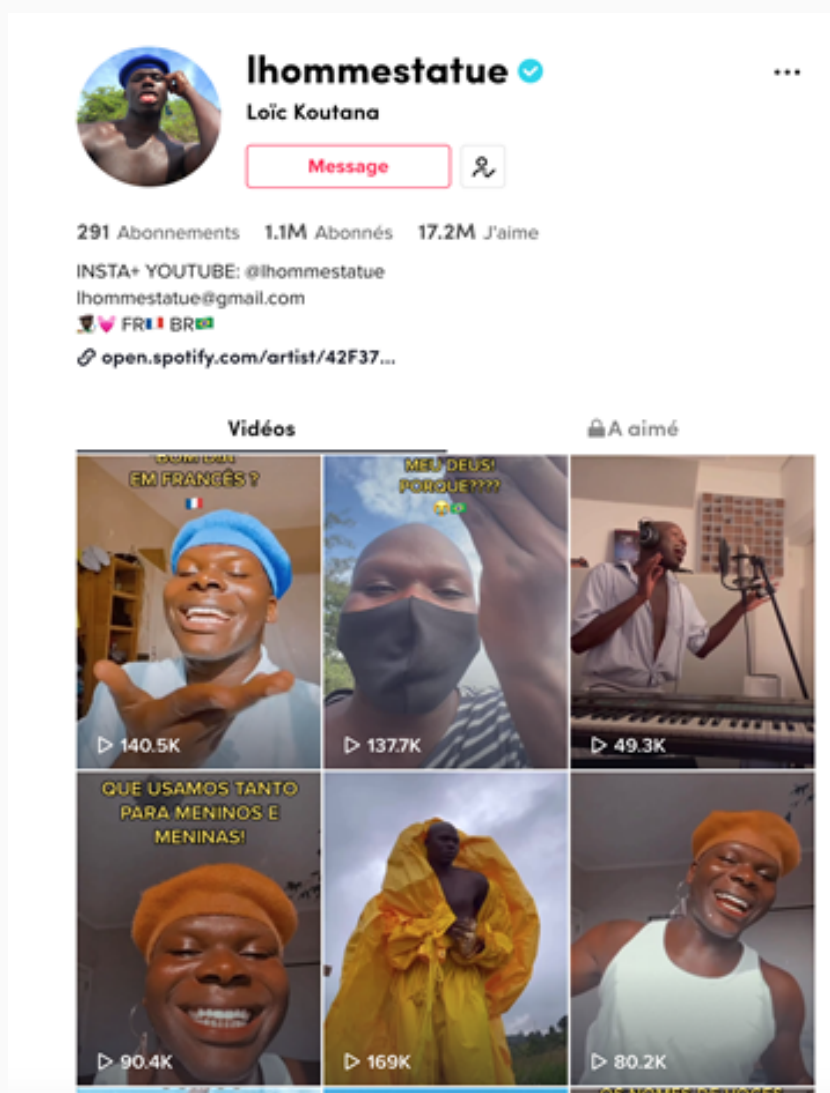 lhommestatue
Loïc Koutana
Message
291 Abonnements 1.1M Abonnés 17.2M J'aime
INSTA+ YOUTUBE: @lhommestatue
lhommestatue@gmail.com
FR🇫🇷 BR🇧🇷
open.spotify.com/artist/42F37...
Vidéos
A aimé
EM FRANCÊS ?
140.5K
MEU DEUS!
PORQUE????
137.7K
49.3K
QUE USAMOS TANTO
PARA MENINOS E
MENINAS!
90.4K
169K
80.2K